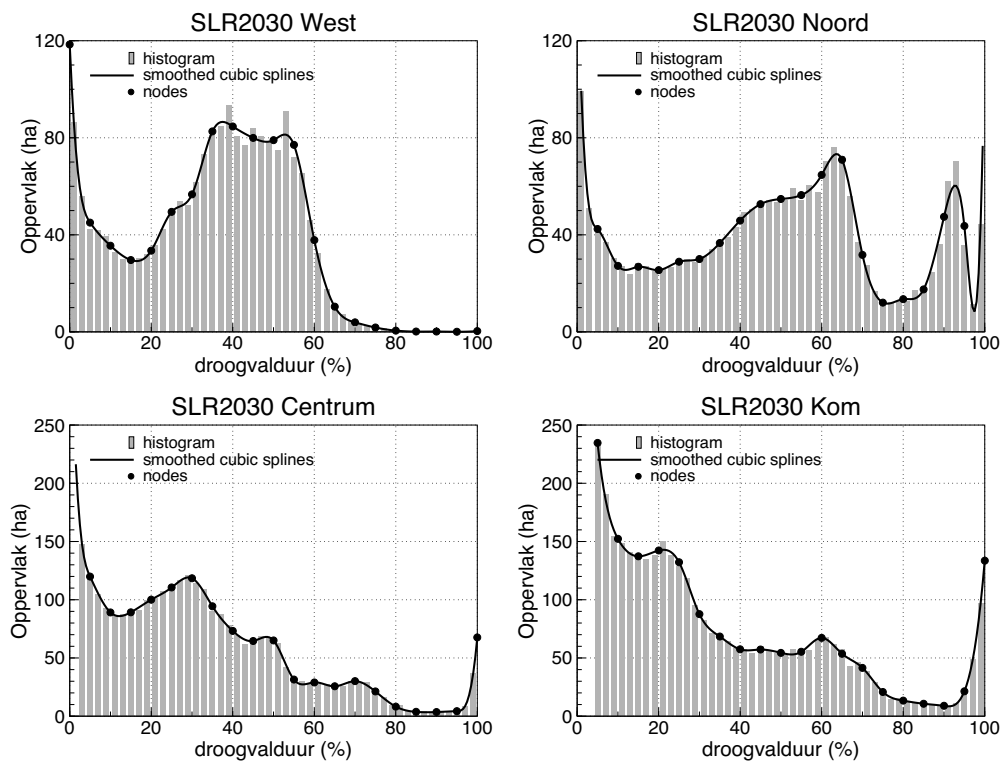 SLR2030 West
120
80
40
0
Oppervlak (ha)
histogram
smoothed cubic splines
nodes
0 20 40 60 80 100
droogvalduur (%)
SLR2030 Noord
120
80
40
0
Oppervlak (ha)
histogram
smoothed cubic splines
nodes
0 20 40 60 80 100
droogvalduur (%)
SLR2030 Centrum
250
200
150
100
50
0
Oppervlak (ha)
histogram
smoothed cubic splines
nodes
0 20 40 60 80 100
droogvalduur (%)
SLR2030 Kom
250
200
150
100
50
0
Oppervlak (ha)
histogram
smoothed cubic splines
nodes
0 20 40 60 80 100
droogvalduur (%)